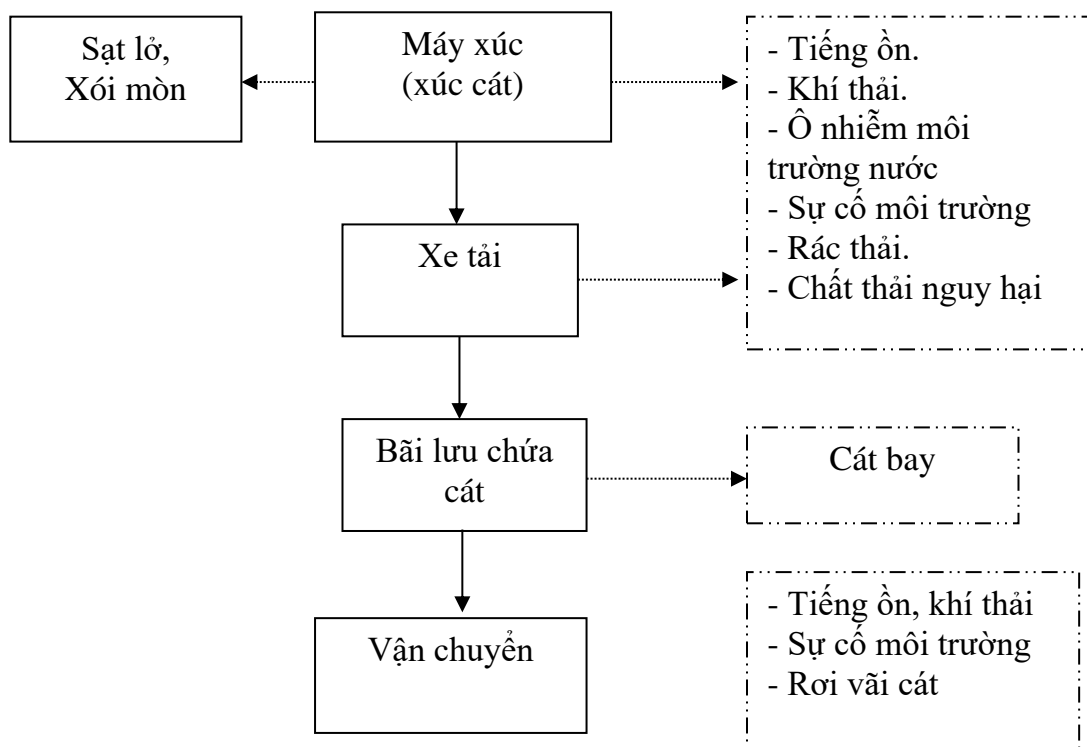 Sạt lở,
Xói mòn
Máy xúc
(xúc cát)
- Tiếng ồn.
- Khí thải.
- Ô nhiễm môi
trường nước
- Sự cố môi trường
- Rác thải.
- Chất thải nguy hại
Xe tải
Bãi lưu chứa
cát
Cát bay
Vận chuyển
- Tiếng ồn, khí thải
- Sự cố môi trường
- Rơi vãi cát